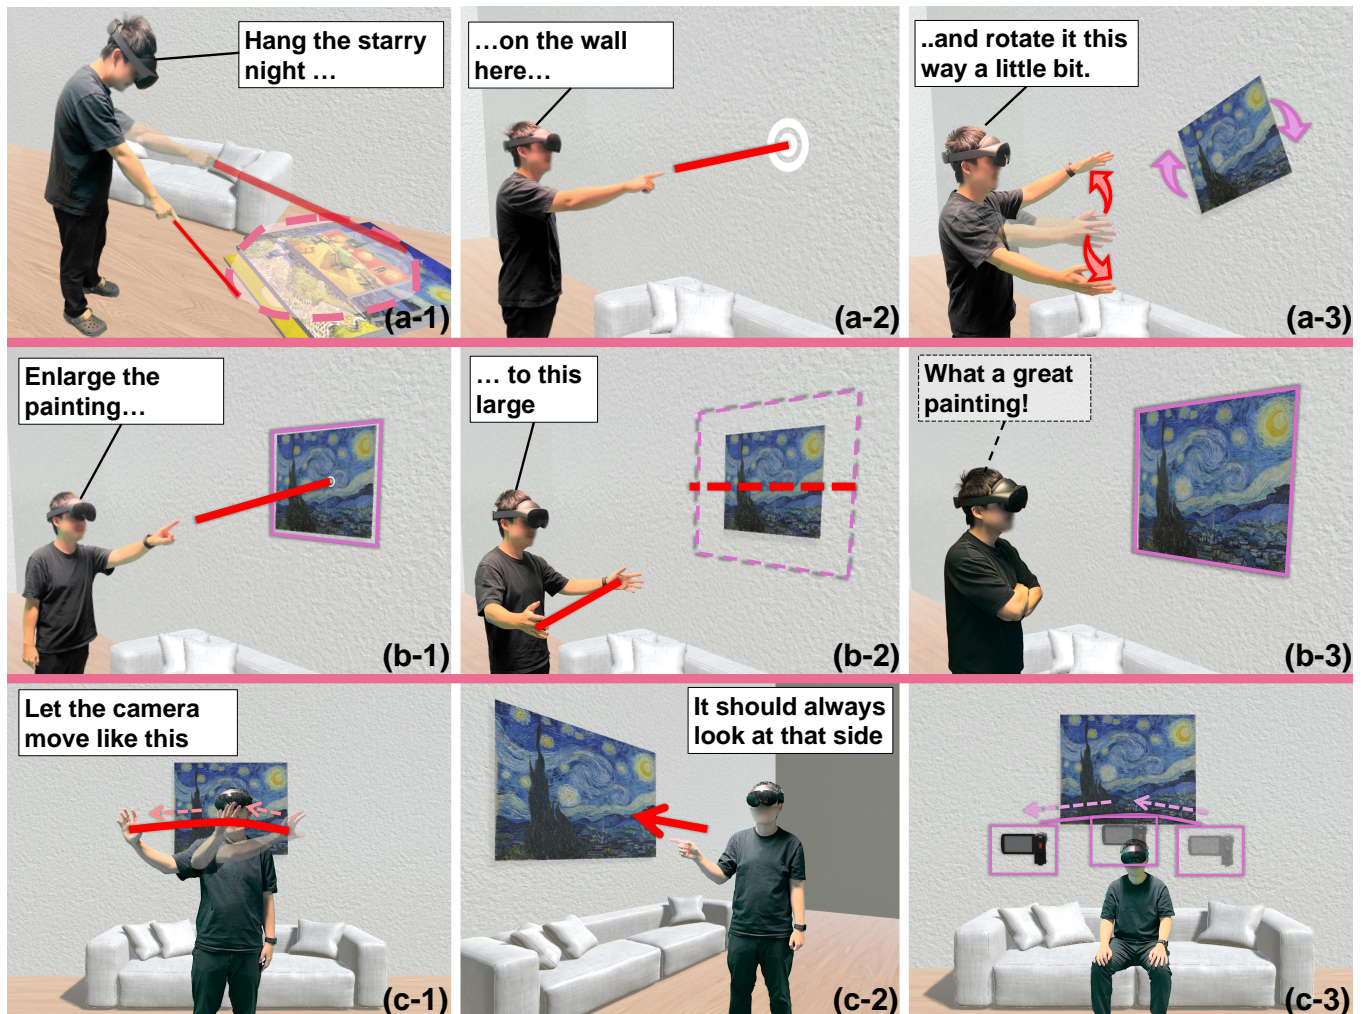 Hang the starry
night …
(a-1)
…on the wall
here…
(a-2)
..and rotate it this
way a little bit.
(a-3)
Enlarge the
painting…
(b-1)
… to this
large
(b-2)
What a great
painting!
(b-3)
Let the camera
move like this
(c-1)
It should always
look at that side
(c-2)
(c-3)